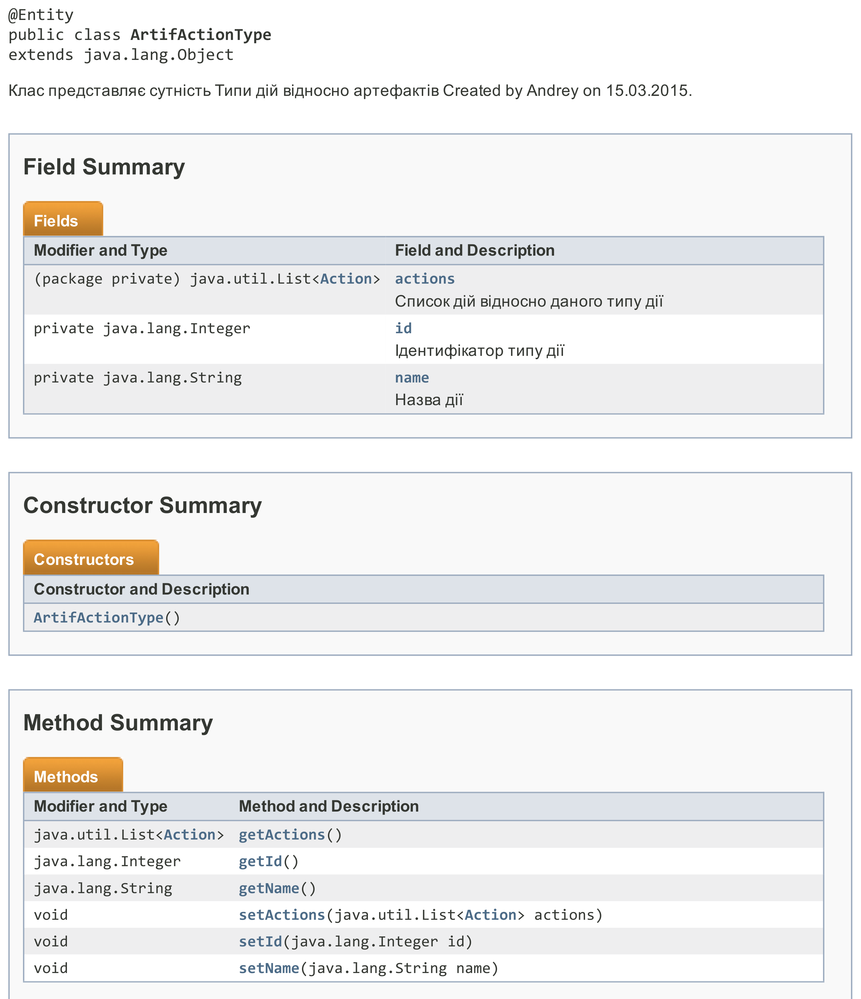 @Entity
public class ArtifActionType
extends java.lang.Object
Клас представляє сутність Типи дій відносно артефактів Created by Andrey on 15.03.2015.
Field Summary
Fields
Modifier and Type Field and Description
(package private) java.util.List<Action> actions
Список дій відносно даного типу дії
private java.lang.Integer id
Ідентифікатор типу дії
private java.lang.String name
Назва дії
Constructor Summary
Constructors
Constructor and Description
ArtifActionType()
Method Summary
Methods
Modifier and Type Method and Description
java.util.List<Action> getActions()
java.lang.Integer getId()
java.lang.String getName()
void setActions(java.util.List<Action> actions)
void setId(java.lang.Integer id)
void setName(java.lang.String name)